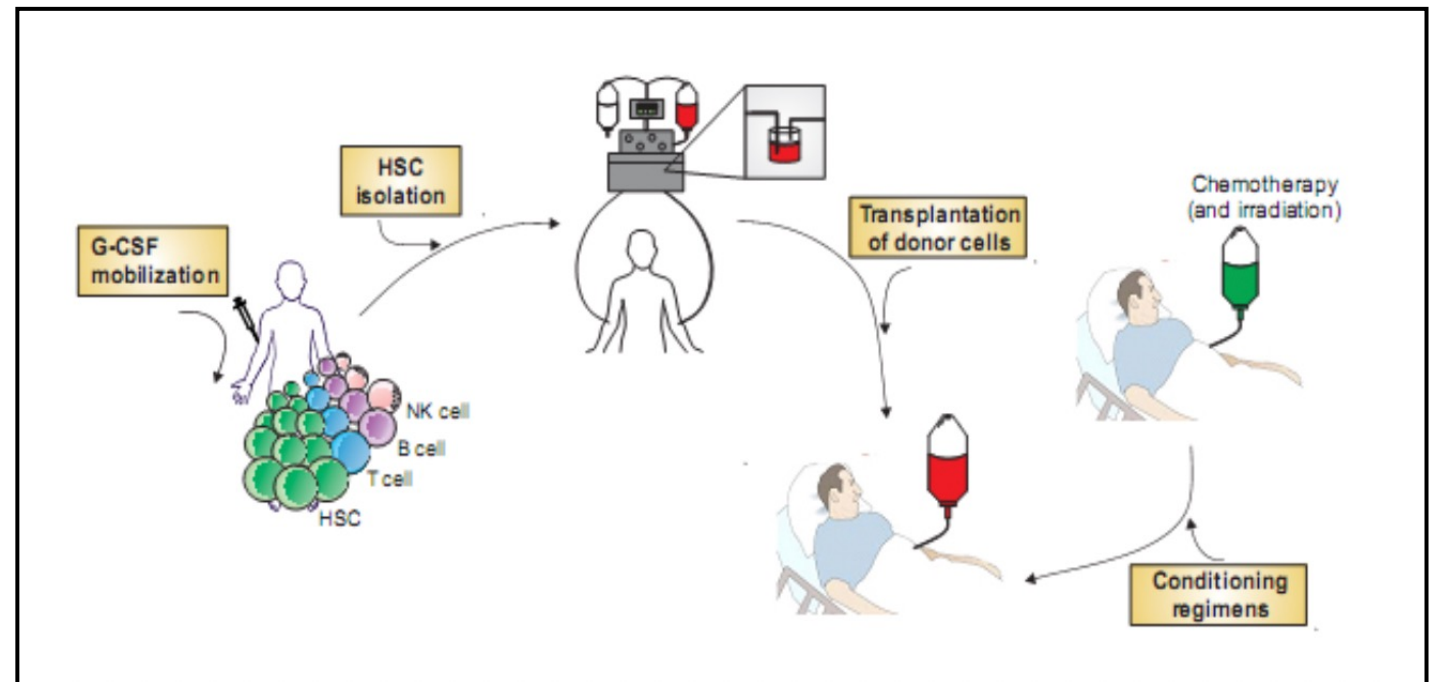 G-CSF
mobilization
HSC
isolation
Transplantation
of donor cells
Chemotherapy
(and irradiation)
NK cell
B cell
T cell
HSC
Conditioning
regimens